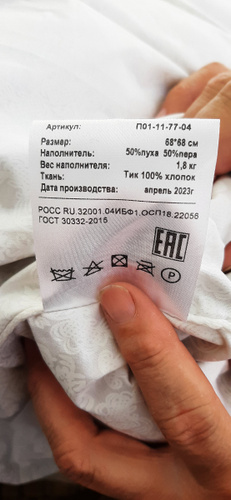 Артикул: П01-11-77-04
Размер: 68*68 см
Наполнитель: 50%пуха 50%пера
Вес наполнителя: 1,8 кг
Ткань: Тик 100% хлопок
Дата производства: апрель 2023г
РОСС RU.32001.04ИБФ1.ОСП18.22056
ГОСТ 30332-2015
ЕАС
P